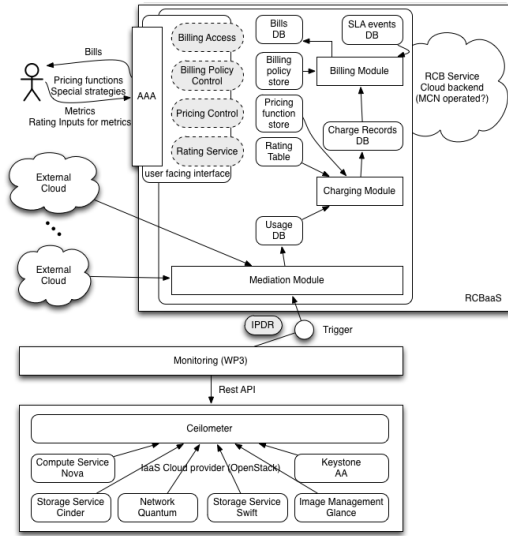 Bills
Pricing functions
Special strategies
Metrics
Rating Inputs for metrics
AAA
Billing Access
Billing Policy
Control
Pricing Control
Rating Service
user facing interface
Bills
DB
SLA events
DB
Billing
policy
store
Billing Module
RCB Service
Cloud backend
(MCN operated?)
Pricing
function
store
Charge Records
DB
Rating
Table
Charging Module
Usage
DB
Mediation Module
RCBaaS
External
Cloud
External
Cloud
IPDR
Trigger
Monitoring (WP3)
Rest API
Ceilometer
Compute Service
Nova
IaaS Cloud provider (OpenStack)
Keystone
AA
Storage Service
Cinder
Network
Quantum
Storage Service
Swift
Image Management
Glance